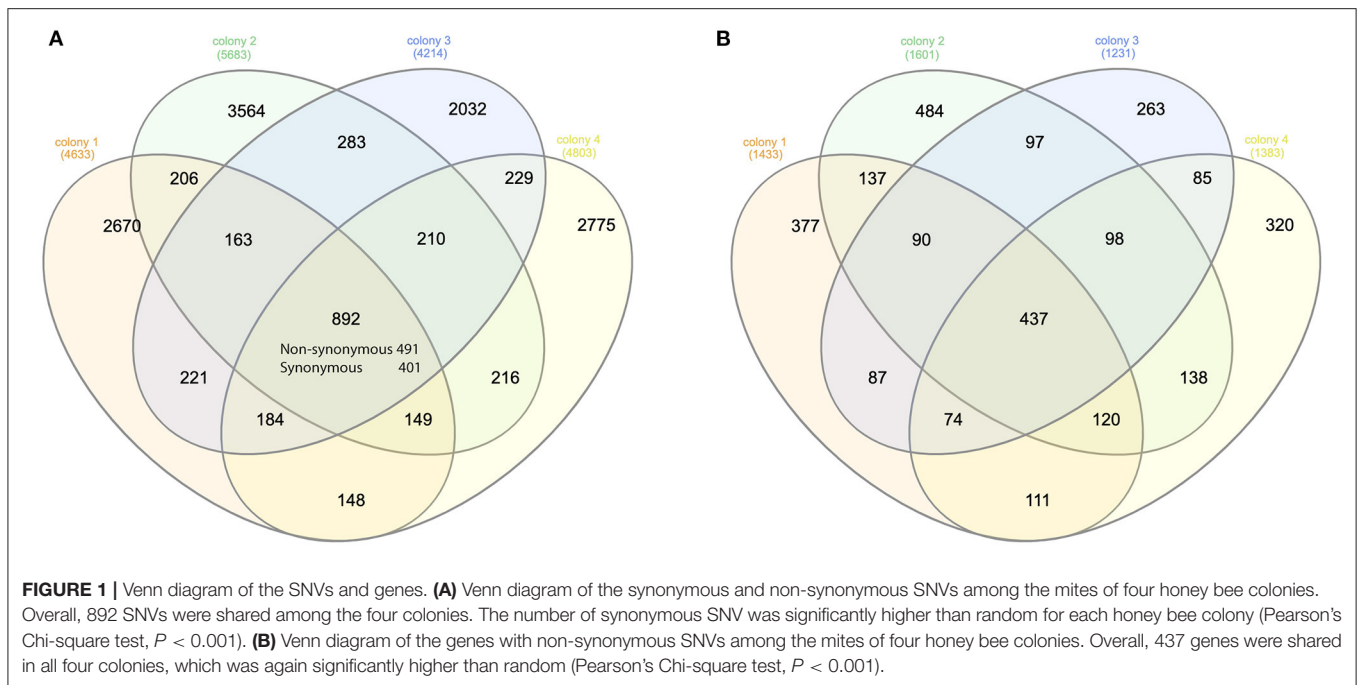 A
colony 2
(5683)
colony 3
(4214)
colony 1
(4633)
colony 4
(4803)
3564
2032
283
206
229
2670
163
210
2775
892
Non-synonymous 491
Synonymous 401
221
216
184
149
148
B
colony 2
(1601)
colony 3
(1231)
colony 1
(1433)
colony 4
(1383)
484
263
97
137
85
377
90
98
320
437
87
138
74
120
111
FIGURE 1 | Venn diagram of the SNVs and genes. (A) Venn diagram of the synonymous and non-synonymous SNVs among the mites of four honey bee colonies.
Overall, 892 SNVs were shared among the four colonies. The number of synonymous SNV was significantly higher than random for each honey bee colony (Pearson's
Chi-square test, P < 0.001). (B) Venn diagram of the genes with non-synonymous SNVs among the mites of four honey bee colonies. Overall, 437 genes were shared
in all four colonies, which was again significantly higher than random (Pearson's Chi-square test, P < 0.001).